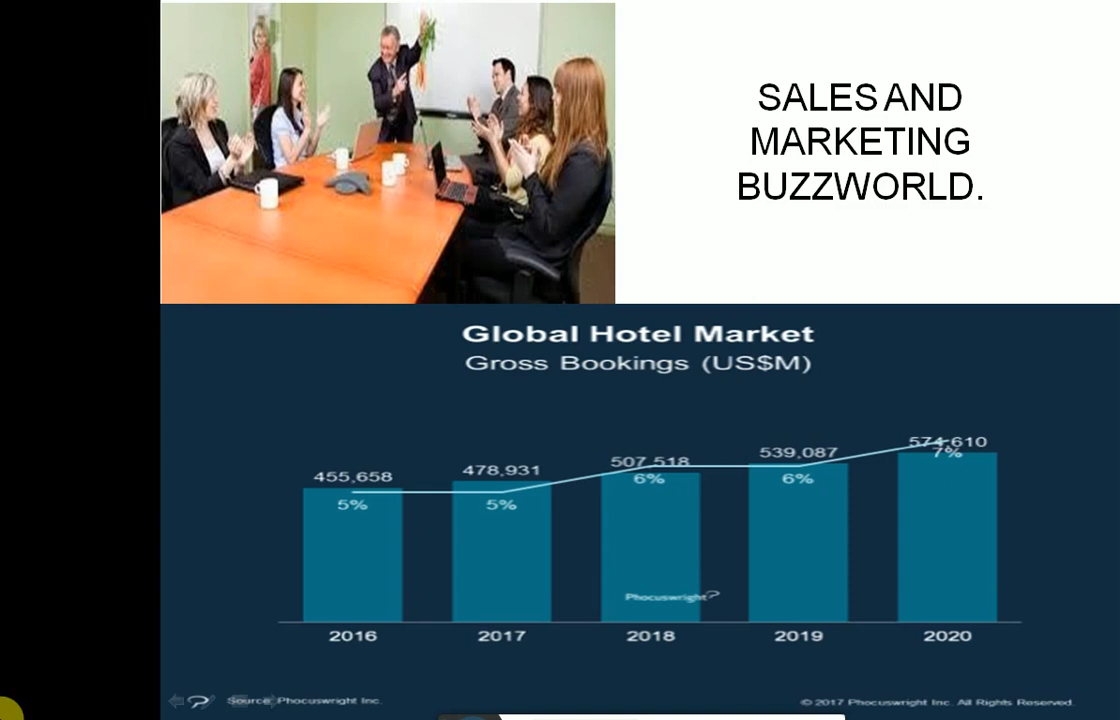 SALES AND
MARKETING
BUZZWORLD.
Global Hotel Market
Gross Bookings (US$M)
455,658
478,931
507,518
539,087
574,610
5%
5%
6%
6%
7%
Phocuswright
2016
2017
2018
2019
2020
Source: Phocuswright Inc.
© 2017 Phocuswright Inc. All Rights Reserved.